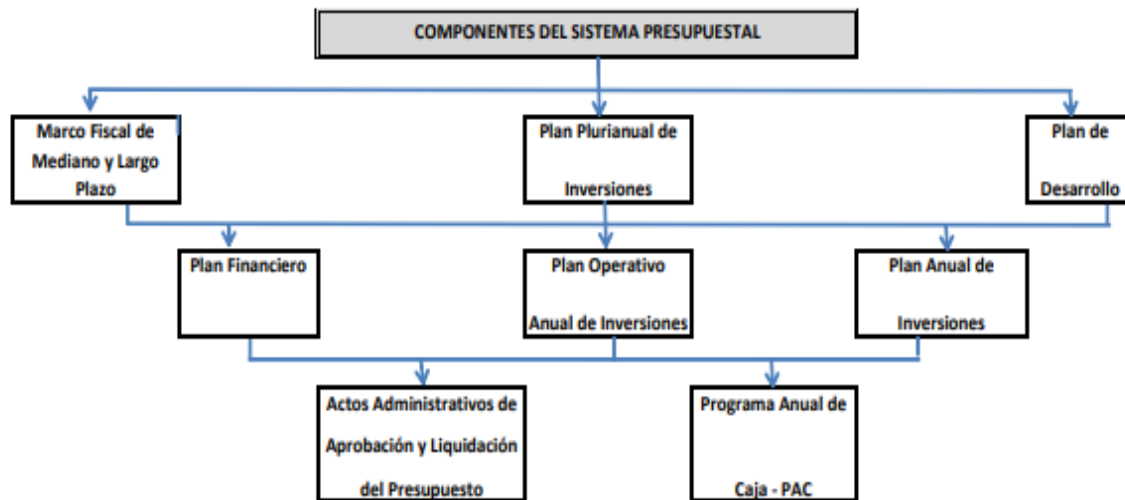 COMPONENTES DEL SISTEMA PRESUPUESTAL
Marco Fiscal de
Mediano y Largo
Plazo
Plan Plurianual de
Inversiones
Plan de
Desarrollo
Plan Financiero
Plan Operativo
Anual de Inversiones
Plan Anual de
Inversiones
Actos Administrativos de
Aprobación y Liquidación
del Presupuesto
Programa Anual de
Caja - PAC